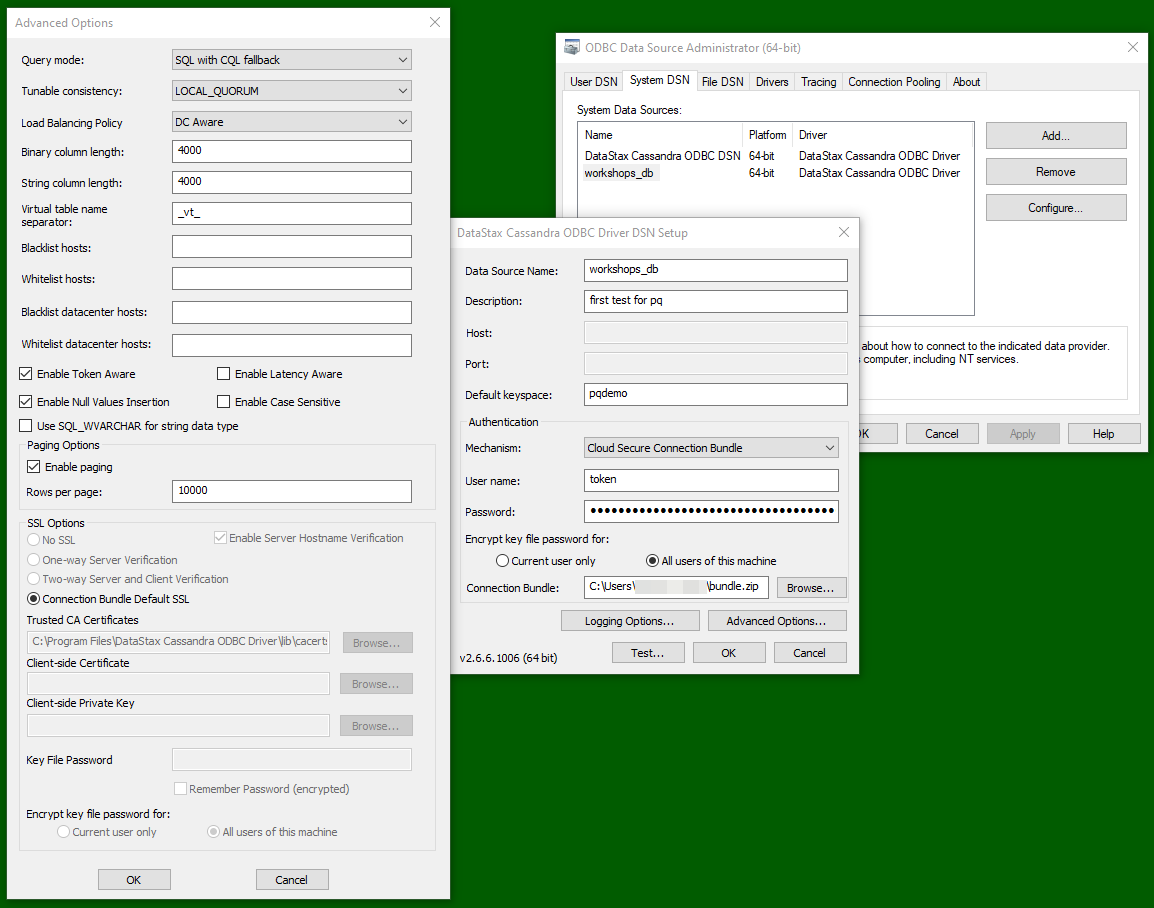 Advanced Options
Query mode: SQL with CQL fallback
Tunable consistency: LOCAL_QUORUM
Load Balancing Policy DC Aware
Binary column length: 4000
String column length: 4000
Virtual table name
separator: _vt_
Blacklist hosts:
Whitelist hosts:
Blacklist datacenter hosts:
Whitelist datacenter hosts:
Enable Token Aware Enable Latency Aware
Enable Null Values Insertion Enable Case Sensitive
Use SQL_WVARCHAR for string data type
Paging Options
Enable paging
Rows per page: 10000
SSL Options
No SSL Enable Server Hostname Verification
One-way Server Verification
Two-way Server and Client Verification
Connection Bundle Default SSL
Trusted CA Certificates
C:\Program Files\DataStax Cassandra ODBC Driver\lib\cacerts Browse...
Client-side Certificate
Browse...
Client-side Private Key
Browse...
Key File Password
Remember Password (encrypted)
Encrypt key file password for:
Current user only All users of this machine
OK Cancel
ODBC Data Source Administrator (64-bit)
User DSN System DSN File DSN Drivers Tracing Connection Pooling About
System Data Sources:
Name Platform Driver
DataStax Cassandra ODBC DSN 64-bit DataStax Cassandra ODBC Driver
workshops_db 64-bit DataStax Cassandra ODBC Driver
Add...
Remove
Configure...
about how to connect to the indicated data provider.
computer, including NT services.
OK Cancel Apply Help
DataStax Cassandra ODBC Driver DSN Setup
Data Source Name: workshops_db
Description: first test for pq
Host:
Port:
Default keyspace: pqdemo
Authentication
Mechanism: Cloud Secure Connection Bundle
User name: token
Password: ●●●●●●●●●●●●●●●●●●●●●●●●●●●●●●●●●●●
Encrypt key file password for:
Current user only All users of this machine
Connection Bundle: C:\Users\ \bundle.zip Browse...
Logging Options... Advanced Options...
v2.6.6.1006 (64 bit) Test... OK Cancel